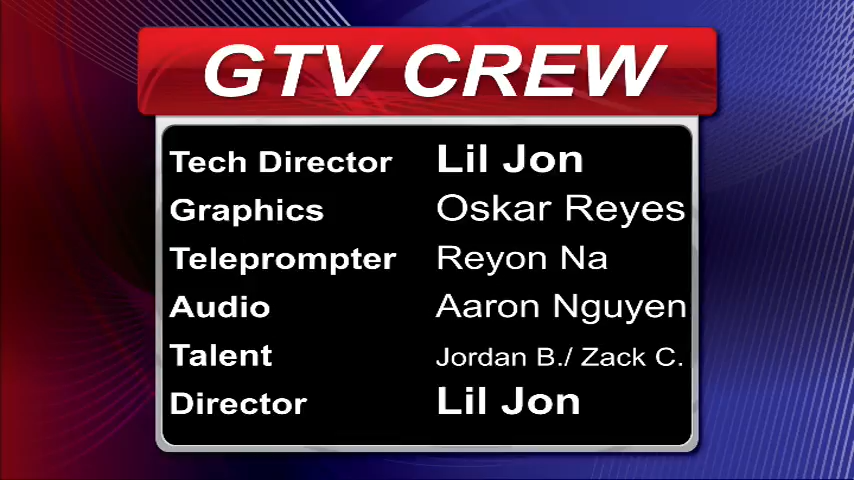 GTV CREW
Tech Director Lil Jon
Graphics Oskar Reyes
Teleprompter Reyon Na
Audio Aaron Nguyen
Talent Jordan B./ Zack C.
Director Lil Jon